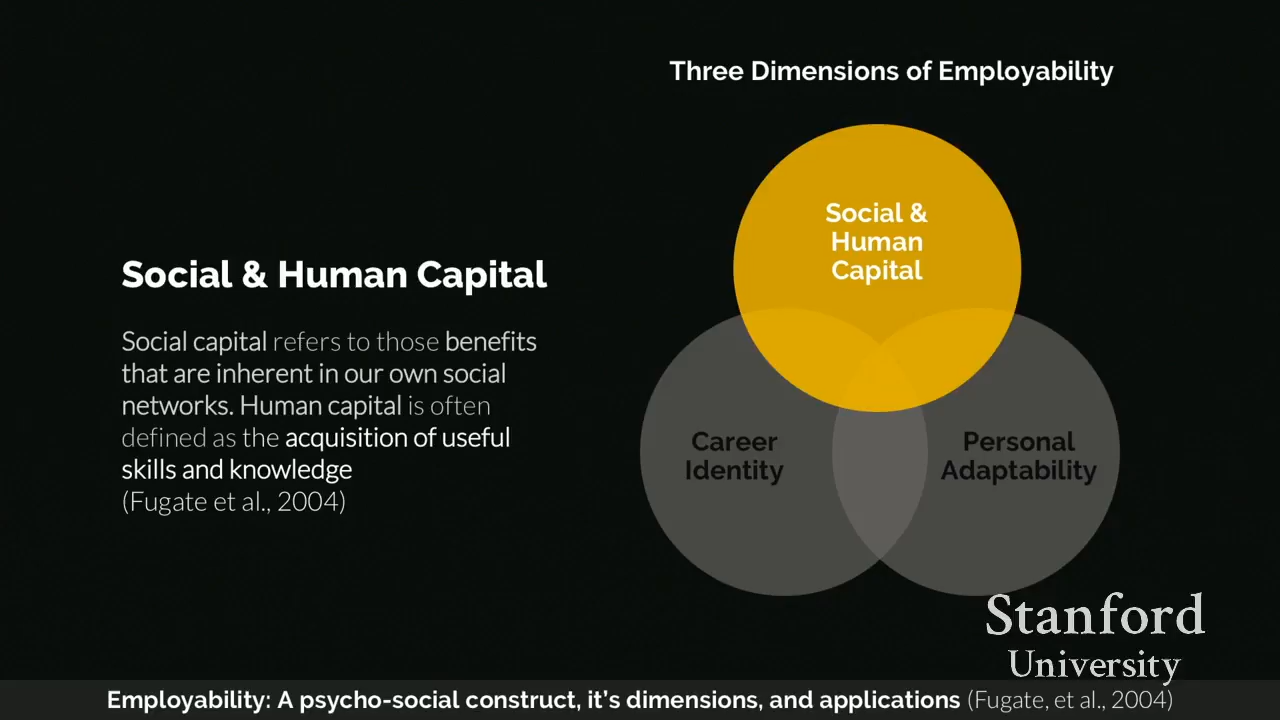 Three Dimensions of Employability
Social &
Human
Capital
Social & Human Capital
Social capital refers to those benefits
that are inherent in our own social
networks. Human capital is often
defined as the acquisition of useful
skills and knowledge
(Fugate et al., 2004)
Career
Identity
Personal
Adaptability
Stanford
University
Employability: A psycho-social construct, it’s dimensions, and applications (Fugate, et al., 2004)